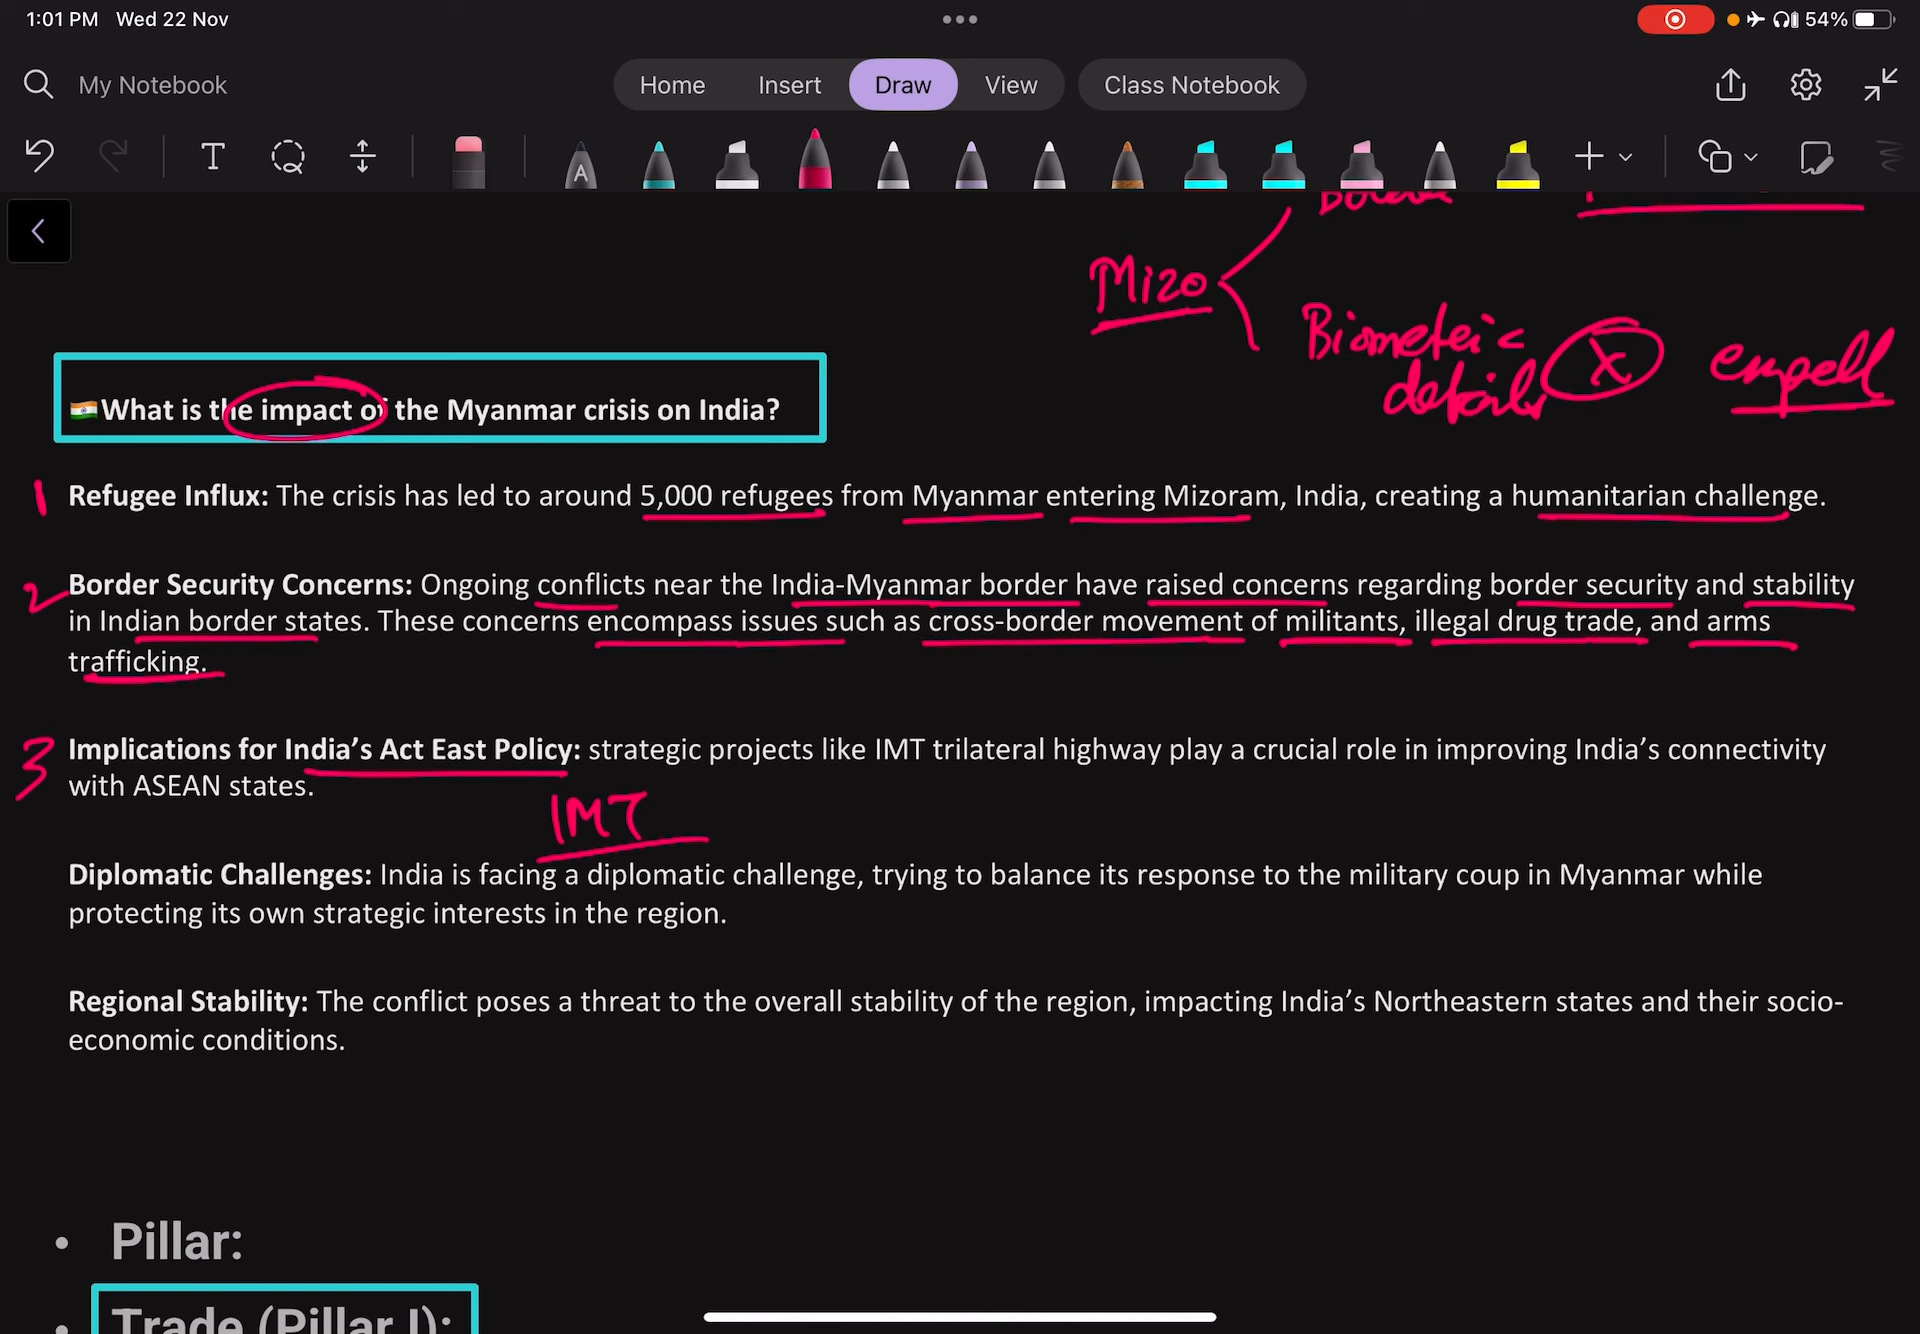 1:01 PM Wed 22 Nov
54%
My Notebook
Home Insert Draw View Class Notebook
T A
Mizo
Biometric
details X expell
What is the impact of the Myanmar crisis on India?
1 Refugee Influx: The crisis has led to around 5,000 refugees from Myanmar entering Mizoram, India, creating a humanitarian challenge.
2 Border Security Concerns: Ongoing conflicts near the India-Myanmar border have raised concerns regarding border security and stability
in Indian border states. These concerns encompass issues such as cross-border movement of militants, illegal drug trade, and arms
trafficking.
3 Implications for India's Act East Policy: strategic projects like IMT trilateral highway play a crucial role in improving India's connectivity
with ASEAN states.
IMT
Diplomatic Challenges: India is facing a diplomatic challenge, trying to balance its response to the military coup in Myanmar while
protecting its own strategic interests in the region.
Regional Stability: The conflict poses a threat to the overall stability of the region, impacting India's Northeastern states and their socio-
economic conditions.
• Pillar:
• Trade (Pillar I):